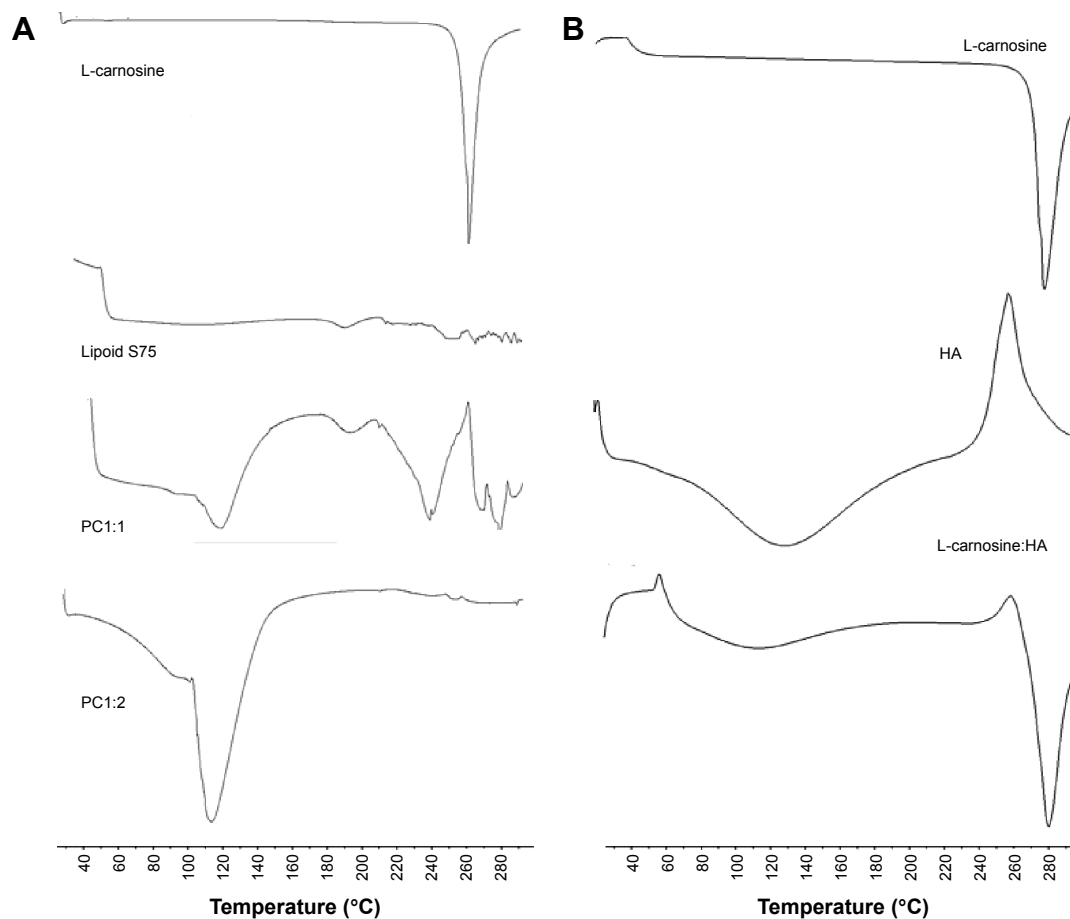 A
L-carnosine
Lipoid S75
PC1:1
PC1:2
40 60 80 100 120 140 160 180 200 220 240 260 280
Temperature (°C)
B
L-carnosine
HA
L-carnosine:HA
40 60 80 100 120 140 160 180 200 220 240 260 280
Temperature (°C)